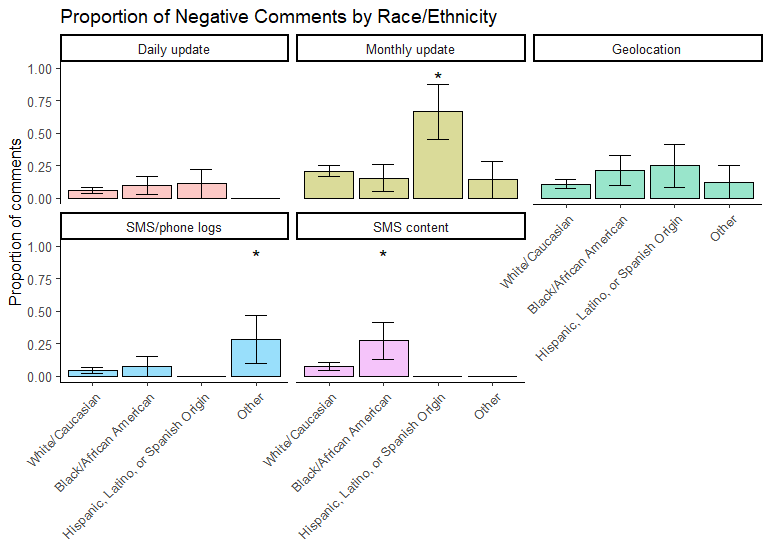 Proportion of Negative Comments by Race/Ethnicity
Daily update
Monthly update
Geolocation
1.00
0.75
0.50
0.25
0.00
*
White/Caucasian
Black/African American
Hispanic, Latino, or Spanish Origin
Other
Proportion of comments
SMS/phone logs
SMS content
1.00
0.75
0.50
0.25
0.00
*
*
White/Caucasian
Black/African American
Hispanic, Latino, or Spanish Origin
Other
White/Caucasian
Black/African American
Hispanic, Latino, or Spanish Origin
Other